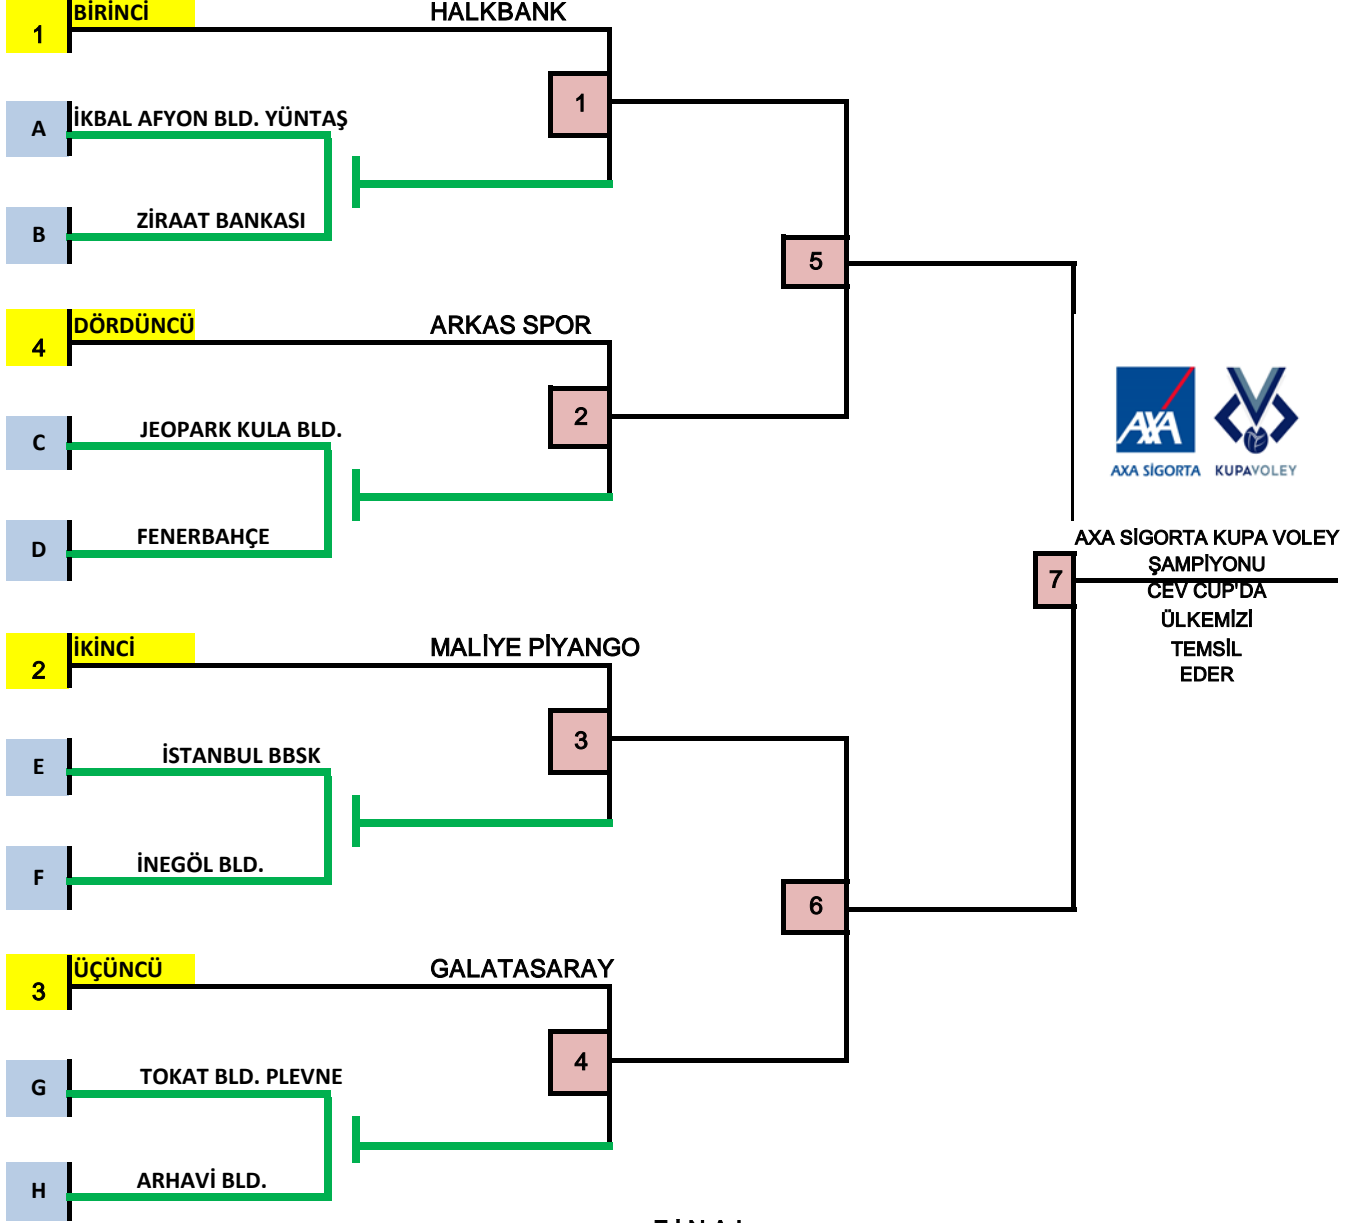 BİRİNCİ
HALKBANK
1
1
A
İKBAL AFYON BLD. YÜNTAŞ
B
ZİRAAT BANKASI
5
DÖRDÜNCÜ
ARKAS SPOR
4
2
C
JEOPARK KULA BLD.
D
FENERBAHÇE
AXA
AXA SİGORTA
KUPAVOLEY
AXA SİGORTA KUPA VOLEY
ŞAMPİYONU
7
CEV CUP'DA
ÜLKEMİZİ
TEMSİL
EDER
İKİNCİ
MALİYE PİYANGO
2
3
E
İSTANBUL BBSK
F
İNEGÖL BLD.
6
ÜÇÜNCÜ
GALATASARAY
3
4
G
TOKAT BLD. PLEVNE
H
ARHAVİ BLD.